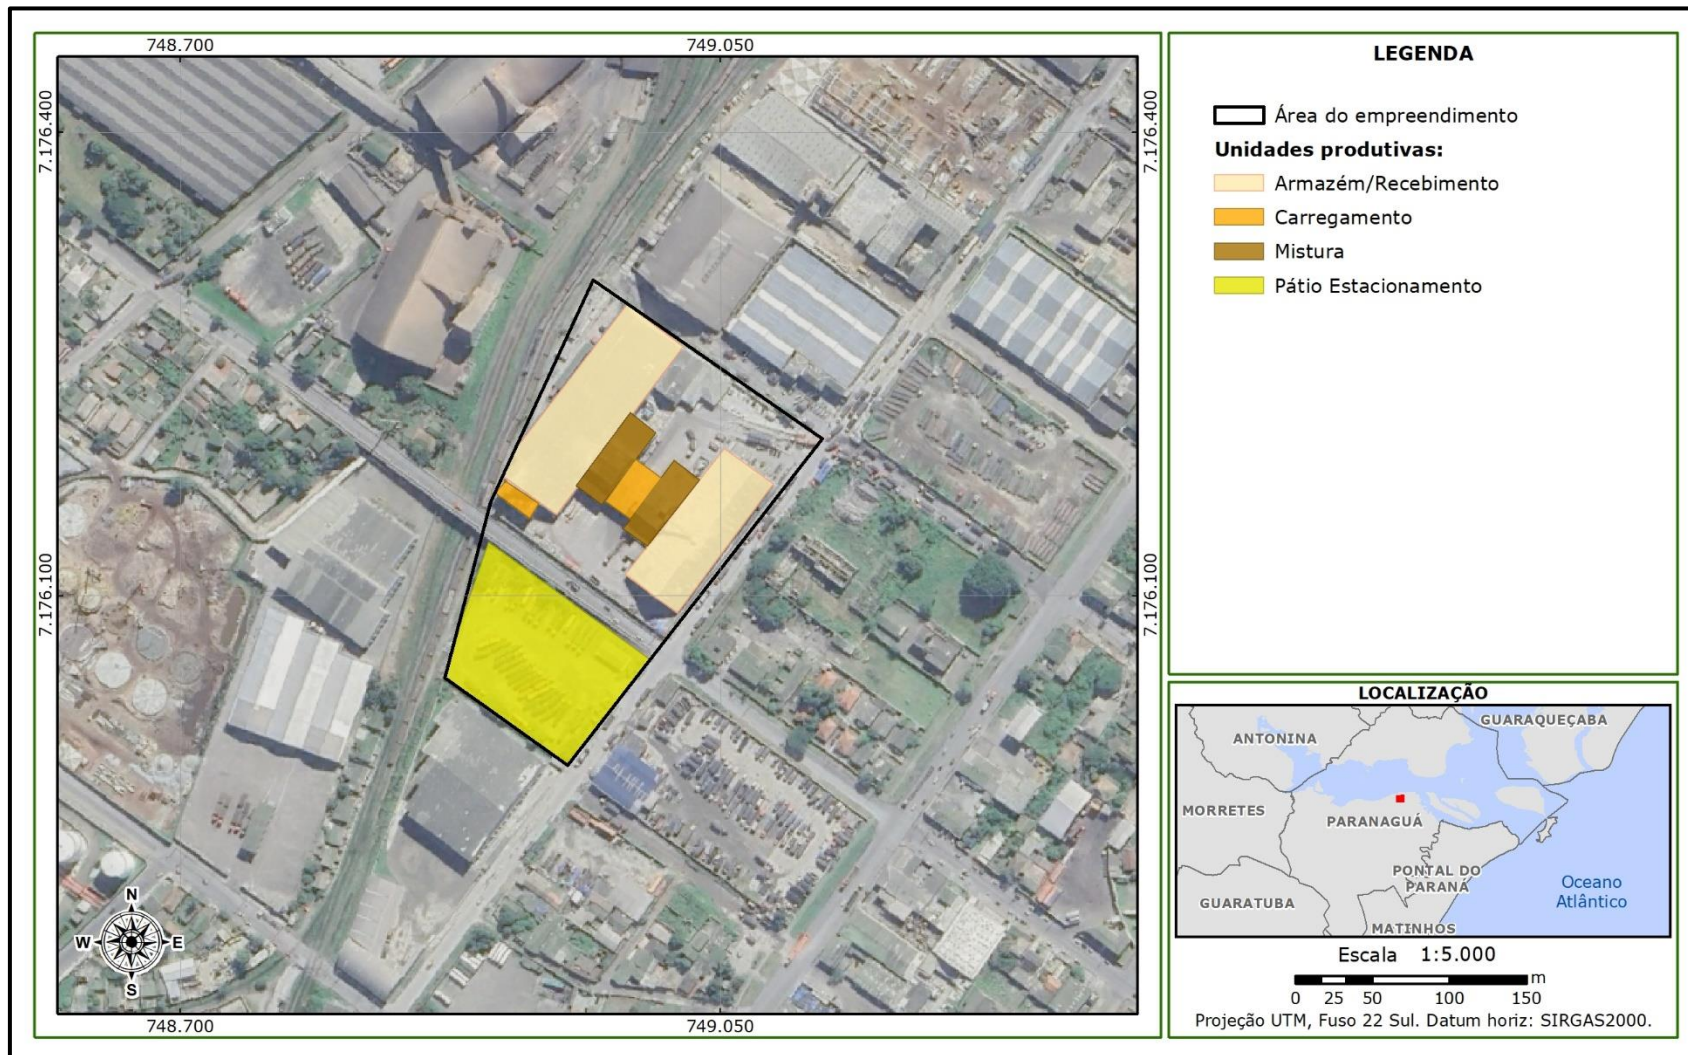 748.700
749.050
7.176.400
7.176.400
7.176.100
7.176.100
748.700
749.050
N
W
E
S
LEGENDA
Área do empreendimento
Unidades produtivas:
Armazém/Recebimento
Carregamento
Mistura
Pátio Estacionamento
LOCALIZAÇÃO
GUARAQUEÇABA
ANTONINA
MORRETES
PARANAGUÁ
PONTAL DO
PARANÁ
GUARATUBA
MATINHOS
Oceano
Atlântico
Escala 1:5.000
m
0 25 50 100 150
Projeção UTM, Fuso 22 Sul. Datum horiz: SIRGAS2000.